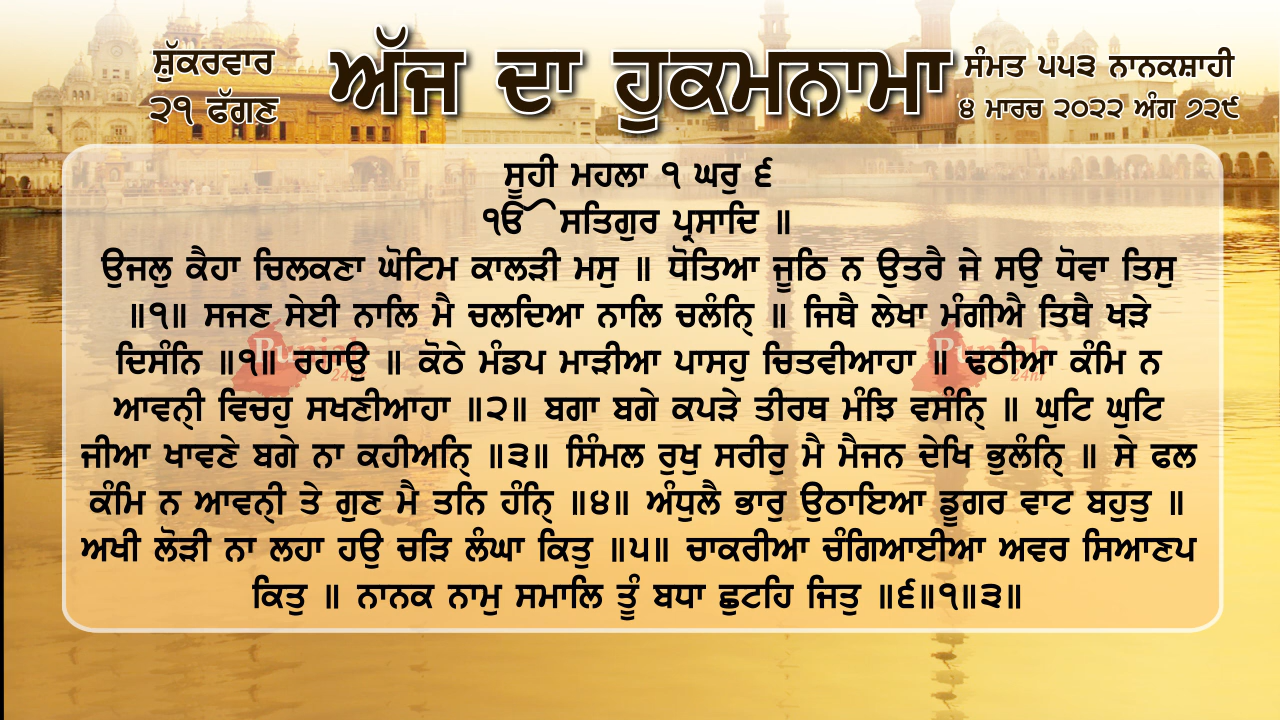 ਸ਼ੁੱਕਰਵਾਰ
੨੧ ਫੱਗਣ
ਅੱਜ ਦਾ ਹੁਕਮਨਾਮਾ
ਸੰਮਤ ੫੫੩ ਨਾਨਕਸ਼ਾਹੀ
੪ ਮਾਰਚ ੨੦੨੨ ਅੰਗ ੭੨੯
ਸੂਹੀ ਮਹਲਾ ੧ ਘਰੁ ੬
ੴ ਸਤਿਗੁਰ ਪ੍ਰਸਾਦਿ ॥
ਉਜਲੁ ਕੈਹਾ ਚਿਲਕਣਾ ਘੋਟਿਮ ਕਾਲੜੀ ਮਸੁ ॥ ਧੋਤਿਆ ਜੂਠਿ ਨ ਉਤਰੈ ਜੇ ਸਉ ਧੋਵਾ ਤਿਸੁ
॥੧॥ ਸਜਣ ਸੇਈ ਨਾਲਿ ਮੈ ਚਲਦਿਆ ਨਾਲਿ ਚਲੰਨ੍ਹਿ ॥ ਜਿਥੈ ਲੇਖਾ ਮੰਗੀਐ ਤਿਥੈ ਖੜੇ
ਦਿਸੰਨਿ ॥੧॥ ਰਹਾਉ ॥ ਕੋਠੇ ਮੰਡਪ ਮਾੜੀਆ ਪਾਸਹੁ ਚਿਤਵੀਆਹਾ ॥ ਢਠੀਆ ਕੰਮਿ ਨ
ਆਵਨ੍ਹੀ ਵਿਚਹੁ ਸਖਣੀਆਹਾ ॥੨॥ ਬਗਾ ਬਗੇ ਕਪੜੇ ਤੀਰਥ ਮੰਝਿ ਵਸੰਨ੍ਹਿ ॥ ਘੁਟਿ ਘੁਟਿ
ਜੀਆ ਖਾਵਣੇ ਬਗੇ ਨਾ ਕਹੀਅਨ੍ਹਿ ॥੩॥ ਸਿੰਮਲ ਰੁਖੁ ਸਰੀਰੁ ਮੈ ਮੈਜਨ ਦੇਖਿ ਭੁਲੰਨ੍ਹਿ ॥ ਸੇ ਫਲ
ਕੰਮਿ ਨ ਆਵਨ੍ਹੀ ਤੇ ਗੁਣ ਮੈ ਤਨਿ ਹੰਨ੍ਹਿ ॥੪॥ ਅੰਧੁਲੈ ਭਾਰੁ ਉਠਾਇਆ ਡੂਗਰ ਵਾਟ ਬਹੁਤੁ ॥
ਅਖੀ ਲੋੜੀ ਨਾ ਲਹਾ ਹਉ ਚੜਿ ਲੰਘਾ ਕਿਤੁ ॥੫॥ ਚਾਕਰੀਆ ਚੰਗਿਆਈਆ ਅਵਰ ਸਿਆਣਪ
ਕਿਤੁ ॥ ਨਾਨਕ ਨਾਮੁ ਸਮਾਲਿ ਤੂੰ ਬਧਾ ਛੁਟਹਿ ਜਿਤੁ ॥੬॥੧॥੩॥